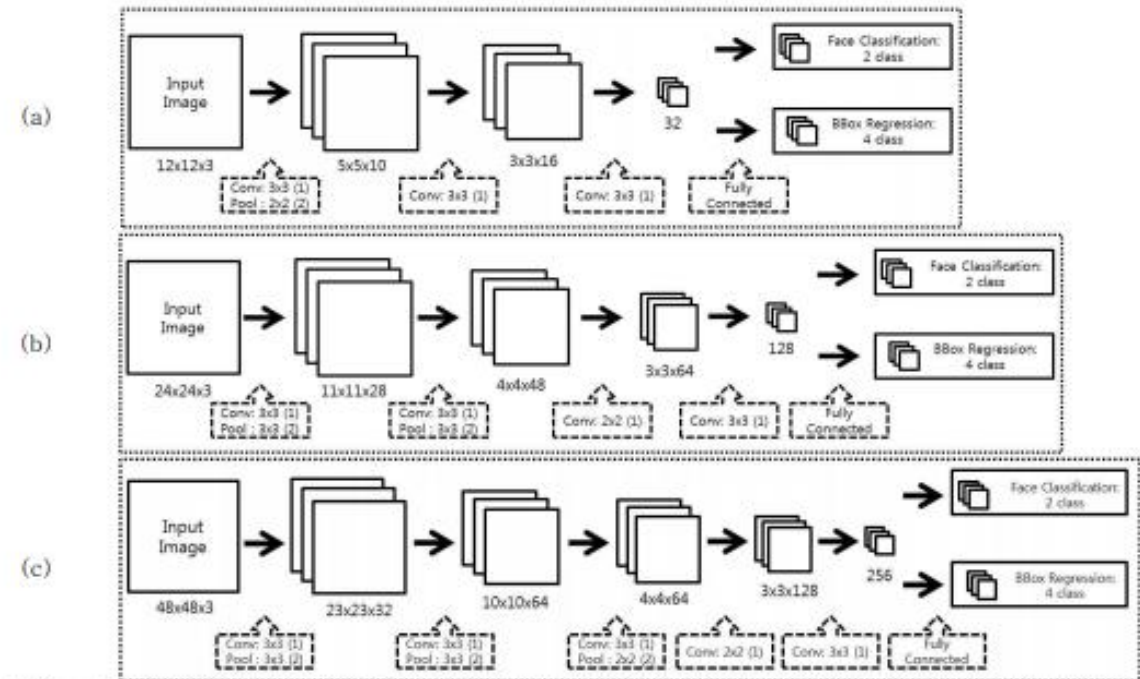 (a)
Input
Image
12x12x3
5x5x10
3x3x16
32
Face Classification:
2 class
BBox Regression:
4 class
Conv: 3x3 (1)
Pool : 2x2 (2)
Conv: 3x3 (1)
Conv: 3x3 (1)
Fully
Connected
(b)
Input
Image
24x24x3
11x11x28
4x4x48
3x3x64
128
Face Classification:
2 class
BBox Regression:
4 class
Conv: 3x3 (1)
Pool : 3x3 (2)
Conv: 3x3 (1)
Pool : 3x3 (2)
Conv: 2x2 (1)
Conv: 3x3 (1)
Fully
Connected
(c)
Input
Image
48x48x3
23x23x32
10x10x64
4x4x64
3x3x128
256
Face Classification:
2 class
BBox Regression:
4 class
Conv: 3x3 (1)
Pool : 3x3 (2)
Conv: 3x3 (1)
Pool : 3x3 (2)
Conv: 3x3 (1)
Pool : 2x2 (2)
Conv: 2x2 (1)
Conv: 3x3 (1)
Fully
Connected